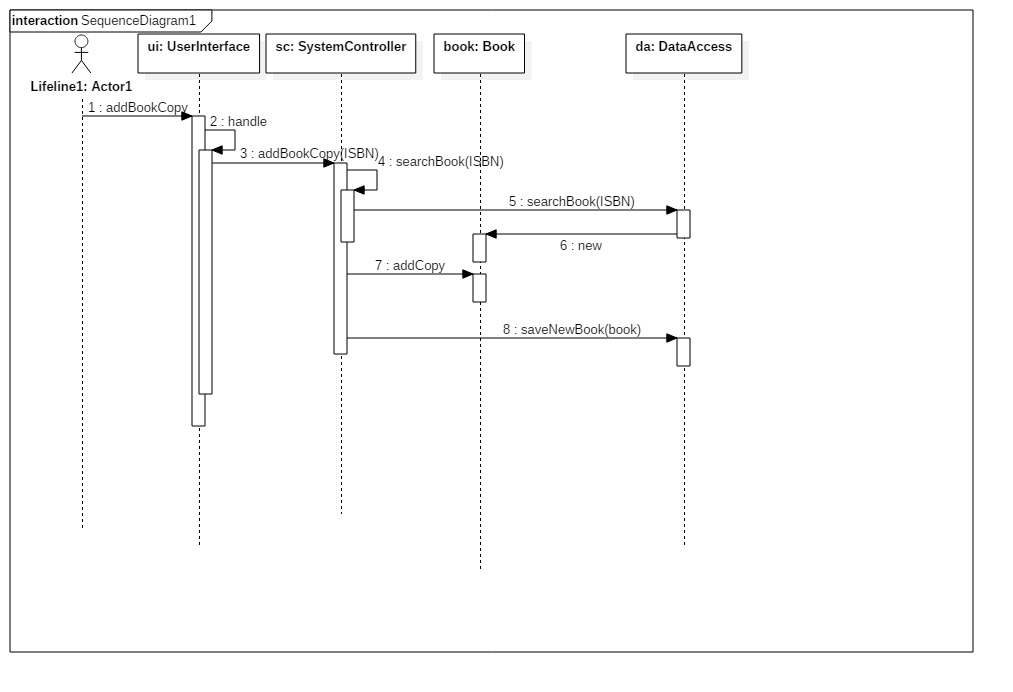 interaction SequenceDiagram1
ui: UserInterface
sc: SystemController
book: Book
da: DataAccess
Lifeline1: Actor1
1 : addBookCopy
2 : handle
3 : addBookCopy(ISBN)
4 : searchBook(ISBN)
5 : searchBook(ISBN)
6 : new
7 : addCopy
8 : saveNewBook(book)